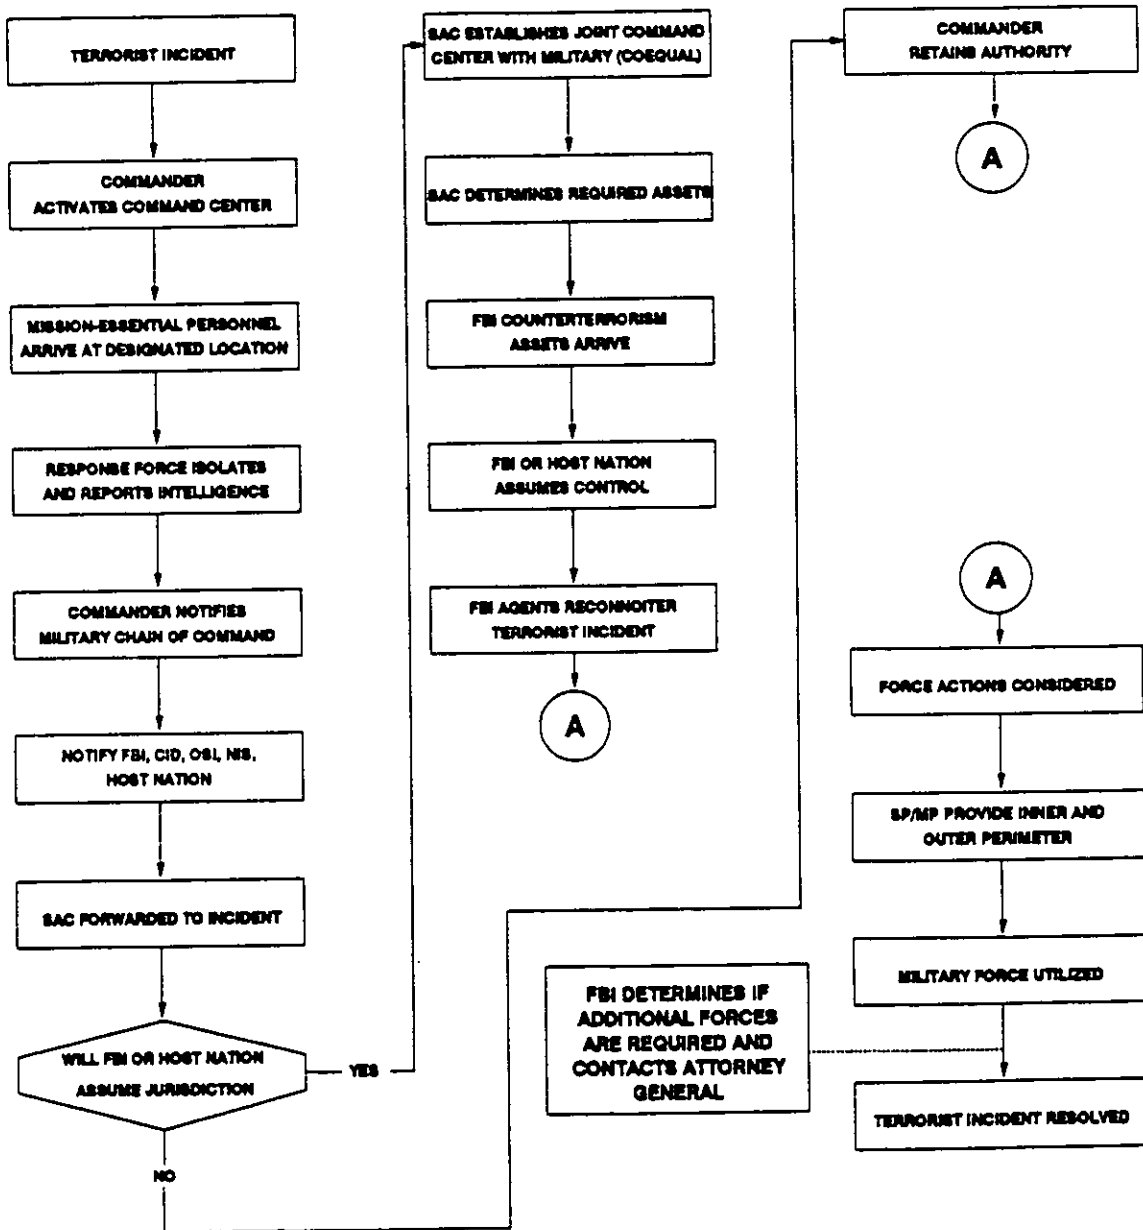 TERRORIST INCIDENT
COMMANDER
ACTIVATES COMMAND CENTER
MISSION-ESSENTIAL PERSONNEL
ARRIVE AT DESIGNATED LOCATION
RESPONSE FORCE ISOLATES
AND REPORTS INTELLIGENCE
COMMANDER NOTIFIES
MILITARY CHAIN OF COMMAND
NOTIFY FBI, CID, OSI, NIS,
HOST NATION
SAC FORWARDED TO INCIDENT
WILL FBI OR HOST NATION
ASSUME JURISDICTION
YES
NO
SAC ESTABLISHES JOINT COMMAND
CENTER WITH MILITARY (COEQUAL)
SAC DETERMINES REQUIRED ASSETS
FBI COUNTERTERRORISM
ASSETS ARRIVE
FBI OR HOST NATION
ASSUMES CONTROL
FBI AGENTS RECONNOITER
TERRORIST INCIDENT
A
COMMANDER
RETAINS AUTHORITY
A
A
FORCE ACTIONS CONSIDERED
SP/MP PROVIDE INNER AND
OUTER PERIMETER
MILITARY FORCE UTILIZED
FBI DETERMINES IF
ADDITIONAL FORCES
ARE REQUIRED AND
CONTACTS ATTORNEY
GENERAL
TERRORIST INCIDENT RESOLVED